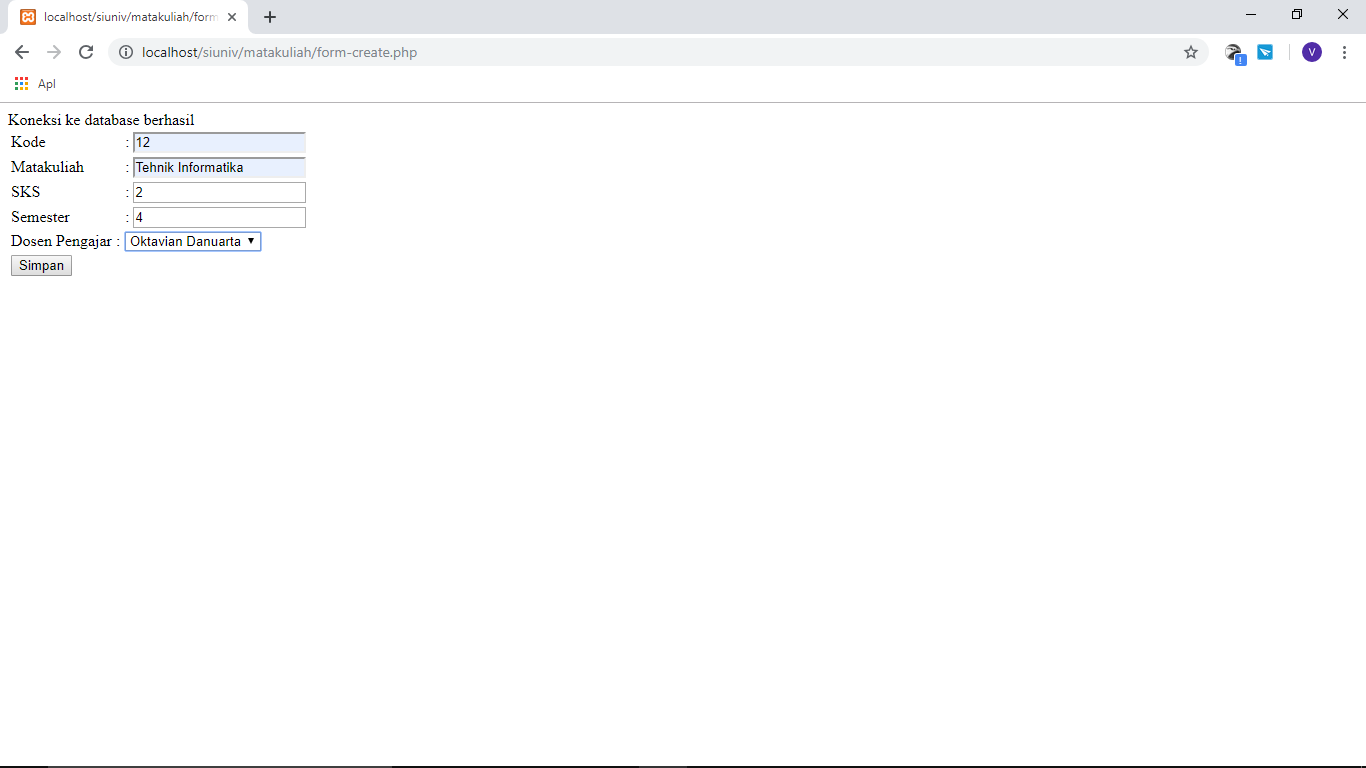 localhost/siuniv/matakuliah/form
localhost/siuniv/matakuliah/form-create.php
V
Apl
Koneksi ke database berhasil
Kode : 12
Matakuliah : Tehnik Informatika
SKS : 2
Semester : 4
Dosen Pengajar : Oktavian Danuarta
Simpan